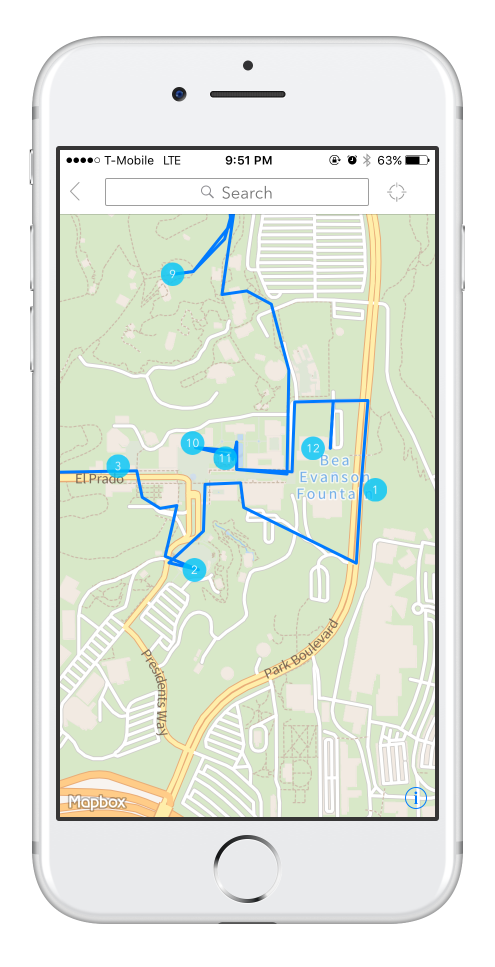 T-Mobile LTE 9:51 PM 63%
Search
9
10
11
12
3
Bea
Evanson
Founta
El Prado
1
2
Park Boulevard
Presidents Way
Mapbox
i